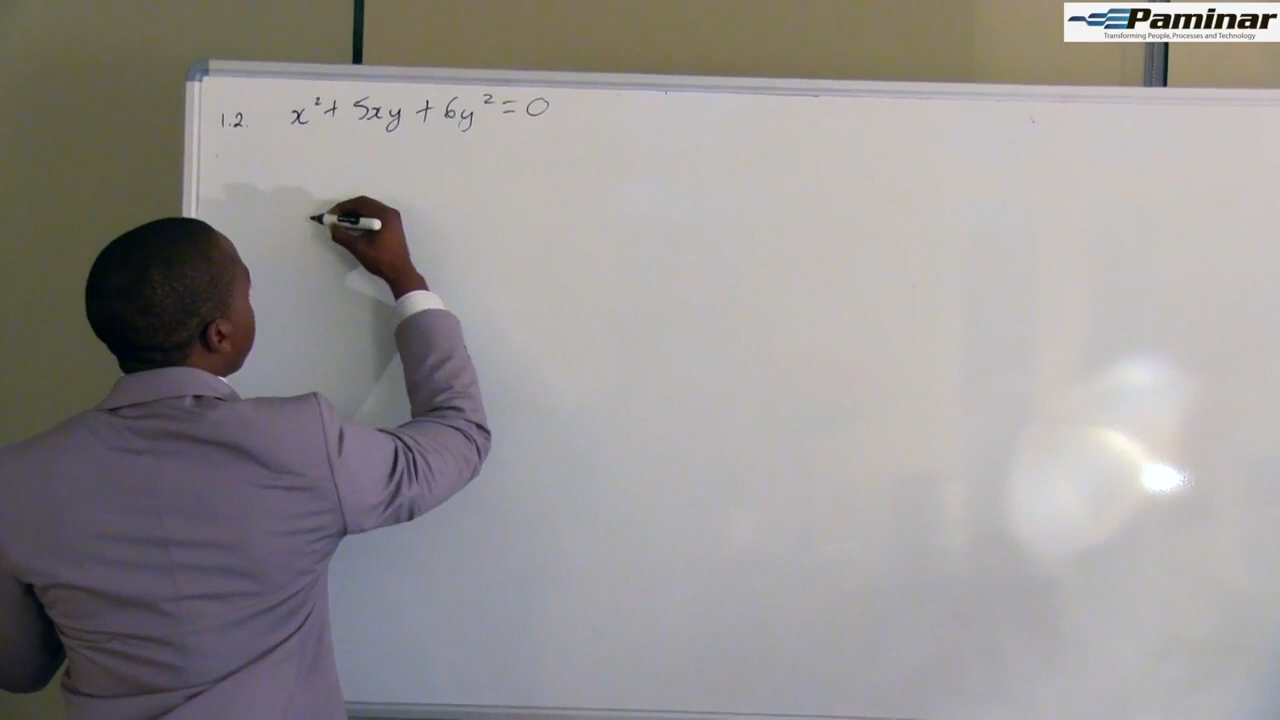 Paminar
Transforming People, Processes and Technology
1.2. x² + 5xy + 6y² = 0